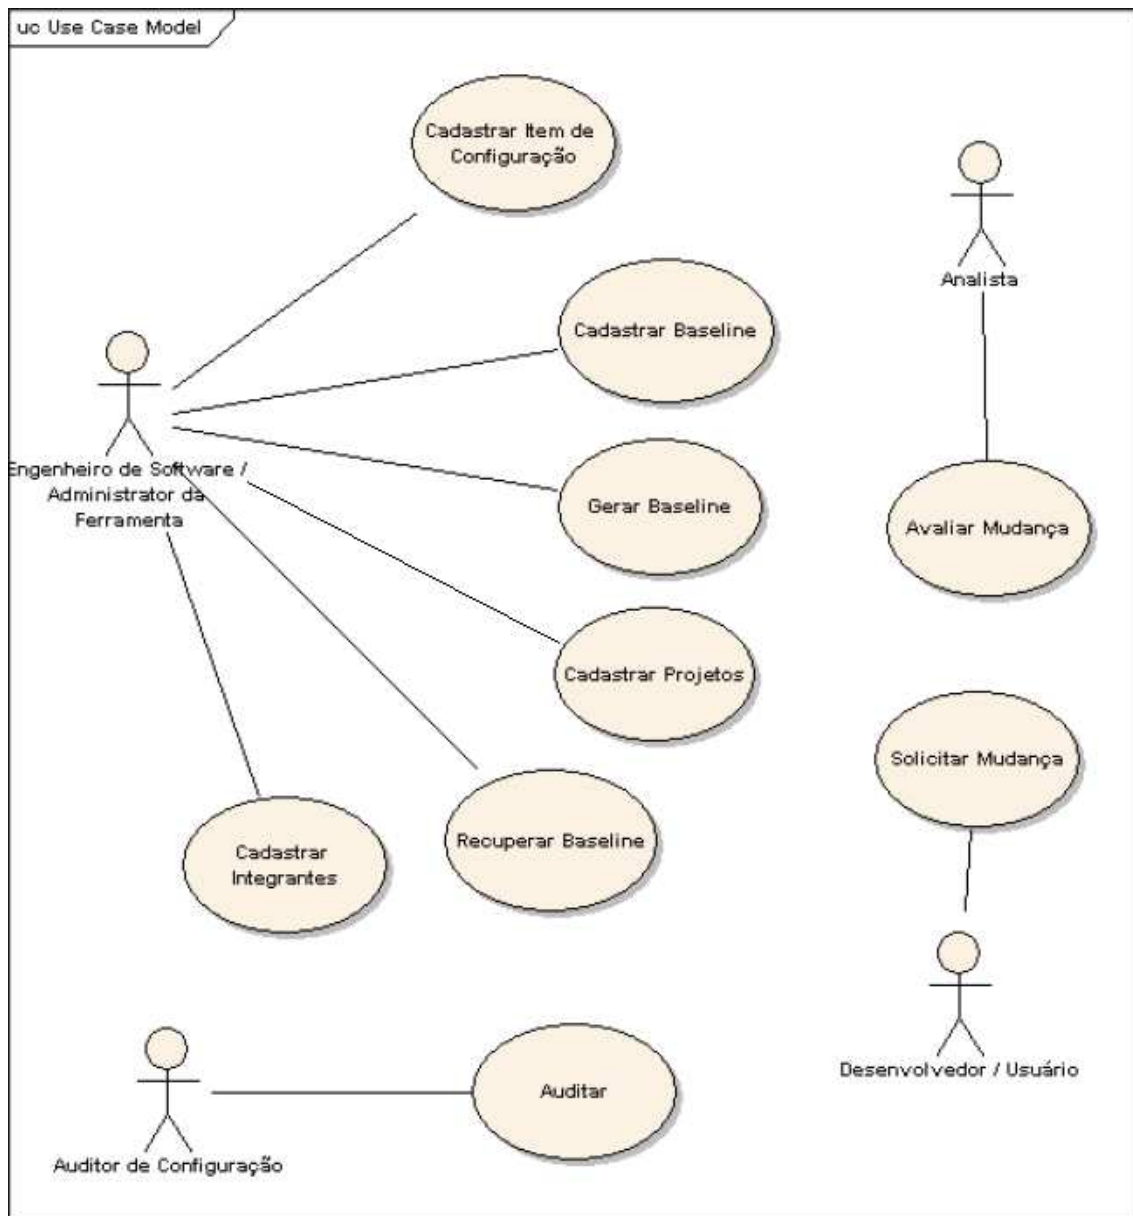 uc Use Case Model
Cadastrar Item de
Configuração
Analista
Cadastrar Baseline
Engenheiro de Software /
Administrator da
Ferramenta
Gerar Baseline
Avaliar Mudança
Cadastrar Projetos
Solicitar Mudança
Cadastrar
Integrantes
Recuperar Baseline
Desenvolvedor / Usuário
Auditar
Auditor de Configuração